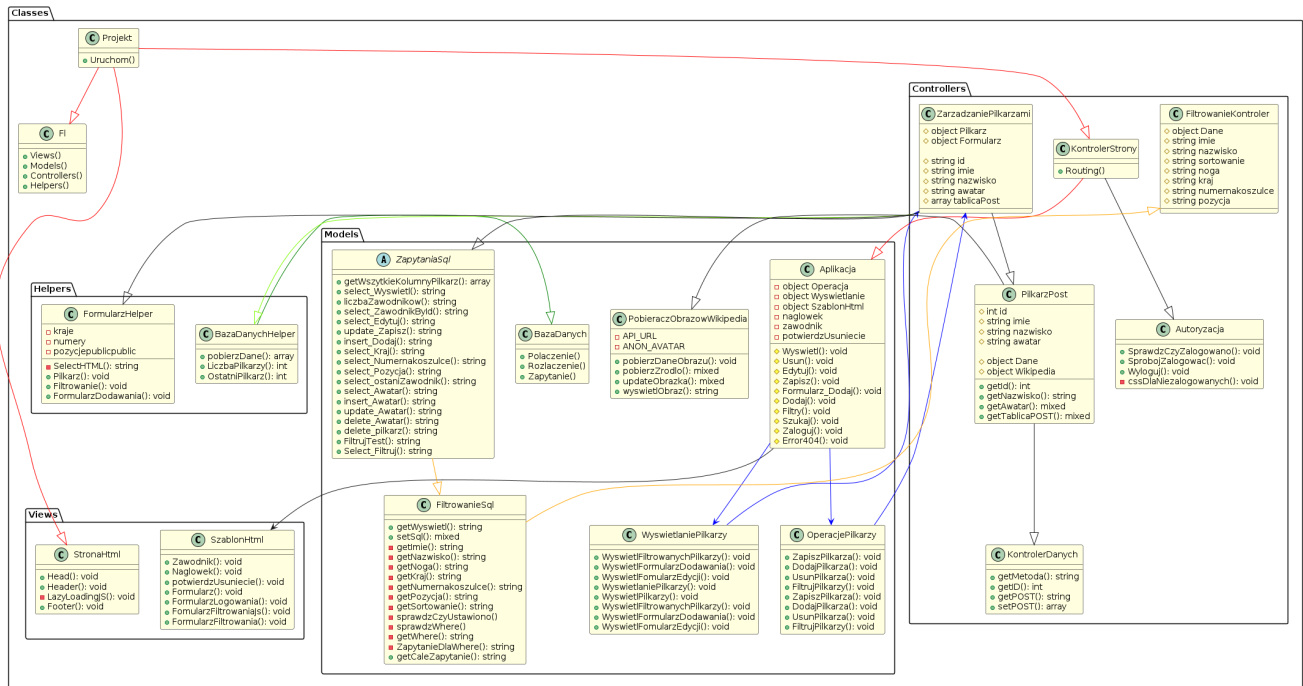 Classes
C Projekt
Uruchom()
C Fl
Views()
Models()
Controllers()
Helpers()
Controllers
C ZarzadzaniePilkarzami
object Pilkarz
object Formularz
string id
string imie
string nazwisko
string awatar
array tablicaPost
C FiltrowanieKontroler
object Dane
string imie
string nazwisko
string sortowanie
string noga
string kraj
string numernakoszulce
string pozycja
C KontrolerStrony
Routing()
C PilkarzPost
int id
string imie
string nazwisko
string awatar
object Dane
object Wikipedia
getId(): int
getNazwisko(): string
getAwatar(): mixed
getTablicaPOST(): mixed
C Autoryzacja
SprawdzCzyZalogowano(): void
SprobojZalogowac(): void
Wyloguj(): void
cssDlaNiezalogowanych(): void
C KontrolerDanych
getMetoda(): string
getID(): int
getPOST(): string
setPOST(): array
Helpers
C FormularzHelper
kraje
numery
pozycjepublicpublic
SelectHTML(): string
Pilkarz(): void
Filtrowanie(): void
FormularzDodawania(): void
C BazaDanychHelper
pobierzDane(): array
LiczbaPilkarzy(): int
OstatniPilkarz(): int
Models
A ZapytaniaSql
getWszytkieKolumnyPilkarz(): array
select_Wyswietl(): string
liczbaZawodnikow(): string
select_ZawodnikById(): string
select_Edytuj(): string
update_Zapisz(): string
insert_Dodaj(): string
select_Kraj(): string
select_Numernakoszulce(): string
select_Pozycja(): string
select_ostaniZawodnik(): string
select_Awatar(): string
insert_Awatar(): string
update_Awatar(): string
delete_Awatar(): string
delete_pilkarz(): string
FiltrujTest(): string
Select_Filtruj(): string
C BazaDanych
Polaczenie()
Rozlaczenie()
Zapytanie()
C PobieraczObrazowWikipedia
API_URL
ANON_AVATAR
pobierzDaneObrazu(): void
pobierzZrodlo(): mixed
updateObrazka(): mixed
wyswietlObraz(): string
C Aplikacja
object Operacja
object Wyswietlanie
object SzablonHtml
naglowek
zawodnik
potwierdzUsuniecie
Wyswietl(): void
Usun(): void
Edytuj(): void
Zapisz(): void
Formularz_Dodaj(): void
Dodaj(): void
Filtry(): void
Szukaj(): void
Zaloguj(): void
Error404(): void
C FiltrowanieSql
getWyswietl(): string
setSql(): mixed
getImie(): string
getNazwisko(): string
getNoga(): string
getKraj(): string
getNumernakoszulce(): string
getPozycja(): string
getSortowanie(): string
sprawdzCzyUstawiono()
sprawdzWhere()
getWhere(): string
ZapytanieDlaWhere(): string
getCaleZapytanie(): string
C WyswietlaniePilkarzy
WyswietlFiltrowanychPilkarzy(): void
WyswietlFormularzDodawania(): void
WyswietlFomularzEdycji(): void
WyswietlaniePilkarzy(): void
WyswietlPilkarzy(): void
WyswietlFiltrowanychPilkarzy(): void
WyswietlFormularzDodawania(): void
WyswietlFomularzEdycji(): void
C OperacjePilkarzy
ZapiszPilkarza(): void
DodajPilkarza(): void
UsunPilkarza(): void
FiltrujPilkarzy(): void
ZapiszPilkarza(): void
DodajPilkarza(): void
UsunPilkarza(): void
FiltrujPilkarzy(): void
Views
C StronaHtml
Head(): void
Header(): void
LazyLoadingJS(): void
Footer(): void
C SzablonHtml
Zawodnik(): void
Naglowek(): void
potwierdzUsuniecie(): void
Formularz(): void
FormularzLogowania(): void
FomularzFiltrowaniaJs(): void
FormularzFiltrowania(): void